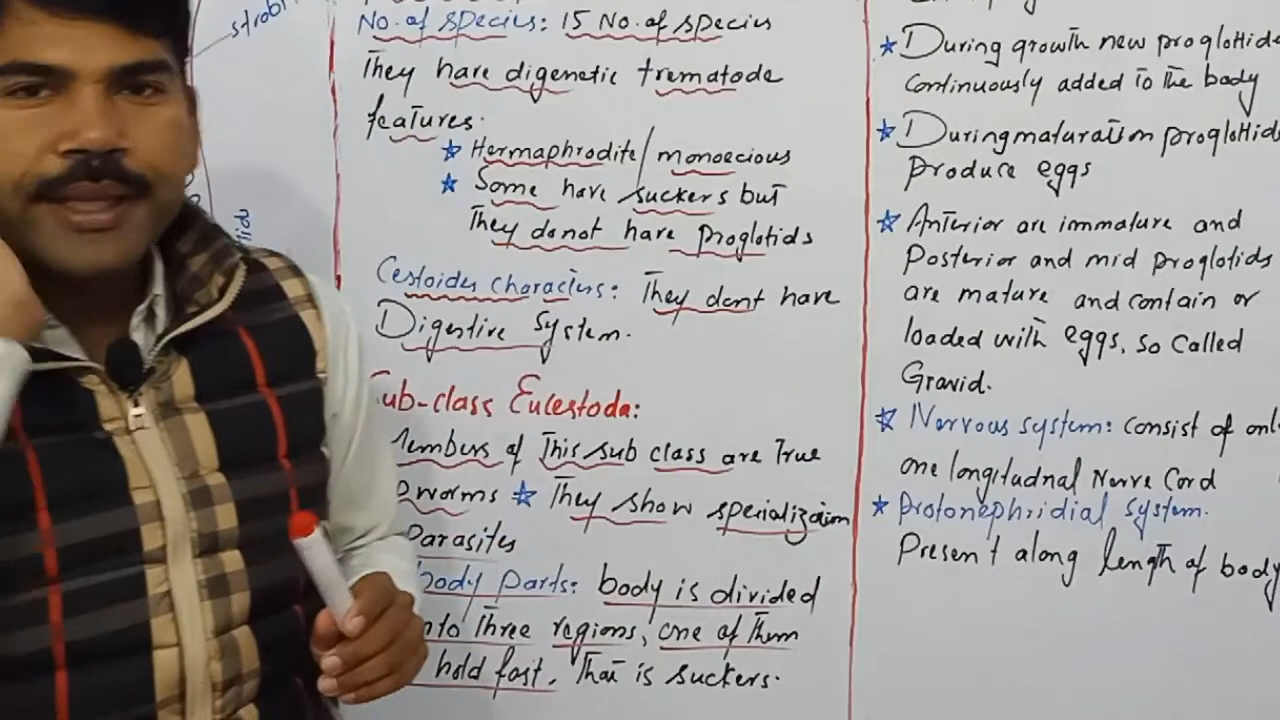 strobi
lids
No. of species: 15 No. of species
They have digenetic trematode
features.
★ Hermaphrodite/monoecious
★ Some have suckers but
They donot have Proglotids
Cestoidea characters: They dont have
Digestive System.
ub-class Eucestoda:
Members of This sub class are True
worms ★ They show specialization
Parasites
body parts: body is divided
nto Three regions, one of Them
hold fast. That is suckers.
★ During growth new proglottids
continuously added to the body
★ During maturation proglottids
produce eggs
★ Anterior are immature and
Posterior and mid proglotids
are mature and contain or
loaded with eggs, so called
Gravid.
★ Nervous system: consist of onl
one longitudnal Nerve Cord
★ Protonephridial system.
Present along length of body